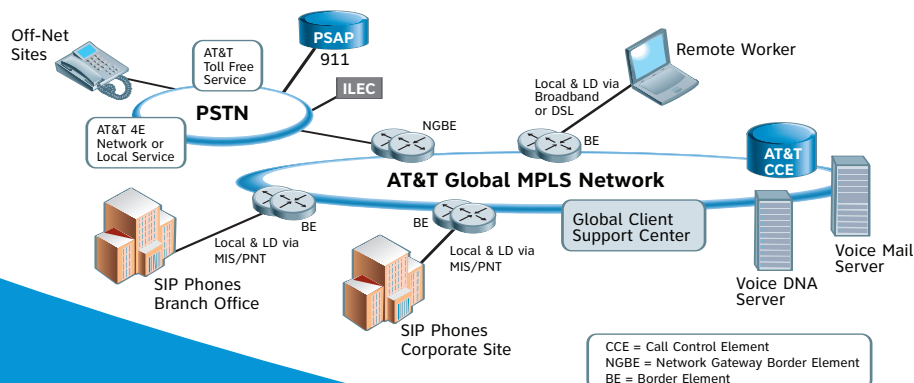 Off-Net
Sites
AT&T
Toll Free
Service
PSAP
911
ILEC
PSTN
AT&T 4E
Network or
Local Service
NGBE
Local & LD via
Broadband
or DSL
BE
Remote Worker
AT&T
CCE
AT&T Global MPLS Network
BE
Local & LD via
MIS/PNT
SIP Phones
Branch Office
BE
Local & LD via
MIS/PNT
SIP Phones
Corporate Site
Global Client
Support Center
Voice DNA
Server
Voice Mail
Server
CCE = Call Control Element
NGBE = Network Gateway Border Element
BE = Border Element